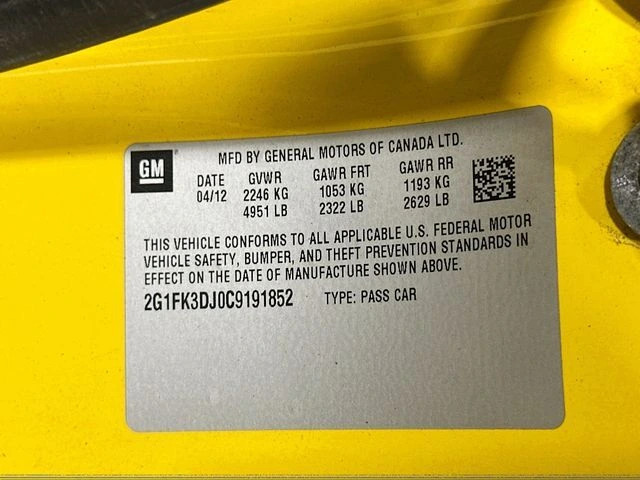 GM
MFD BY GENERAL MOTORS OF CANADA LTD.
DATE GVWR GAWR FRT GAWR RR
04/12 2246 KG 1053 KG 1193 KG
4951 LB 2322 LB 2629 LB
THIS VEHICLE CONFORMS TO ALL APPLICABLE U.S. FEDERAL MOTOR
VEHICLE SAFETY, BUMPER, AND THEFT PREVENTION STANDARDS IN
EFFECT ON THE DATE OF MANUFACTURE SHOWN ABOVE.
2G1FK3DJ0C9191852 TYPE: PASS CAR